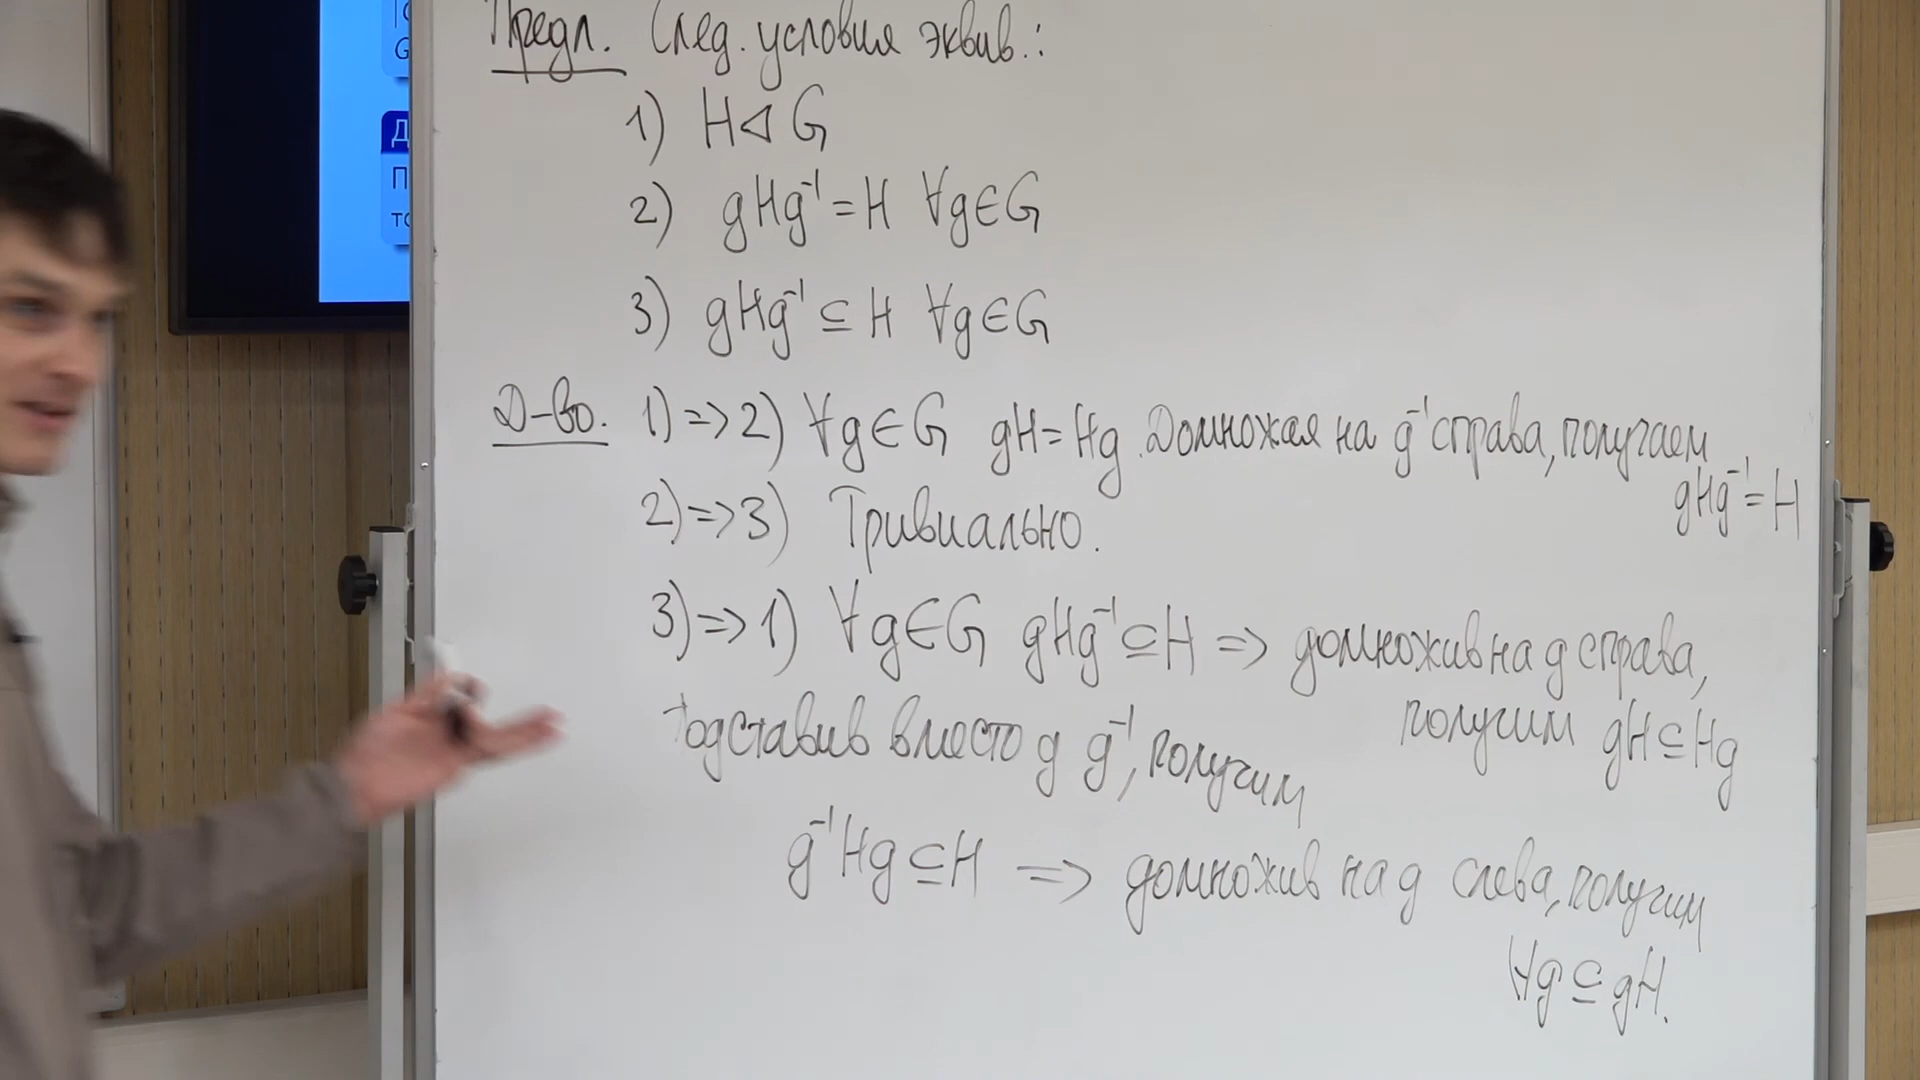 Предл. След. условия эквив.:
1) H ⊲ G
2) gHg⁻¹ = H ∀g∈G
3) gHg⁻¹ ⊆ H ∀g∈G
Д-во. 1) => 2) ∀g∈G gH = Hg. Домножая на g⁻¹ справа, получаем
gHg⁻¹ = H
2) => 3) Тривиально.
3) => 1) ∀g∈G gHg⁻¹ ⊆ H => домножив на g справа,
получим gH ⊆ Hg
Подставив вместо g g⁻¹, получим
g⁻¹Hg ⊆ H => домножив на g слева, получим
Hg ⊆ gH.